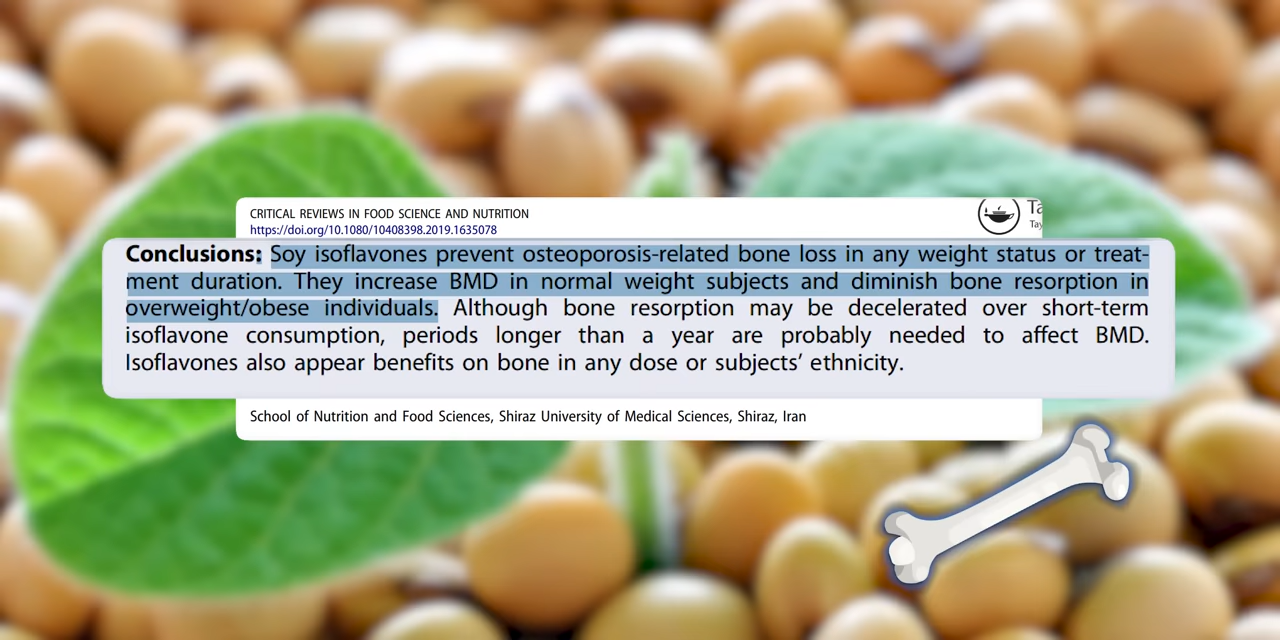 CRITICAL REVIEWS IN FOOD SCIENCE AND NUTRITION
https://doi.org/10.1080/10408398.2019.1635078
Conclusions: Soy isoflavones prevent osteoporosis-related bone loss in any weight status or treat-
ment duration. They increase BMD in normal weight subjects and diminish bone resorption in
overweight/obese individuals. Although bone resorption may be decelerated over short-term
isoflavone consumption, periods longer than a year are probably needed to affect BMD.
Isoflavones also appear benefits on bone in any dose or subjects’ ethnicity.
School of Nutrition and Food Sciences, Shiraz University of Medical Sciences, Shiraz, Iran